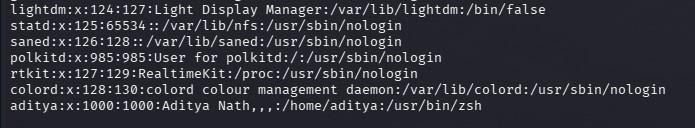 lightdm:x:124:127:Light Display Manager:/var/lib/lightdm:/bin/false
statd:x:125:65534::/var/lib/nfs:/usr/sbin/nologin
saned:x:126:128::/var/lib/saned:/usr/sbin/nologin
polkitd:x:985:985:User for polkitd:/:/usr/sbin/nologin
rtkit:x:127:129:RealtimeKit:/proc:/usr/sbin/nologin
colord:x:128:130:colord colour management daemon:/var/lib/colord:/usr/sbin/nologin
aditya:x:1000:1000:Aditya Nath,,,:/home/aditya:/usr/bin/zsh